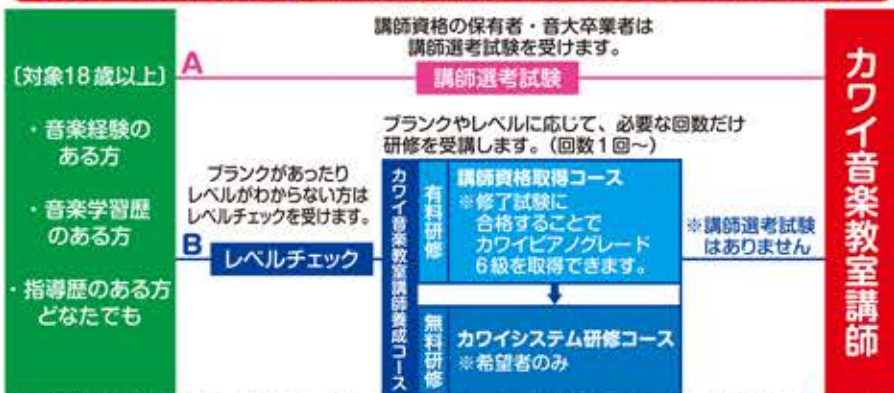 〔対象18歳以上〕
・音楽経験の
ある方
・音楽学習歴
のある方
・指導歴のある方
どなたでも
A
講師資格の保有者・音大卒業者は
講師選考試験を受けます。
講師選考試験
B
ブランクがあったり
レベルがわからない方は
レベルチェックを受けます。
レベルチェック
ブランクやレベルに応じて、必要な回数だけ
研修を受講します。(回数1回～)
カワイ音楽教室講師養成コース
有料研修
講師資格取得コース
※修了試験に
合格することで
カワイピアノグレード
6級を取得できます。
無料研修
カワイシステム研修コース
※希望者のみ
※講師選考試験
はありません
カワイ音楽教室講師